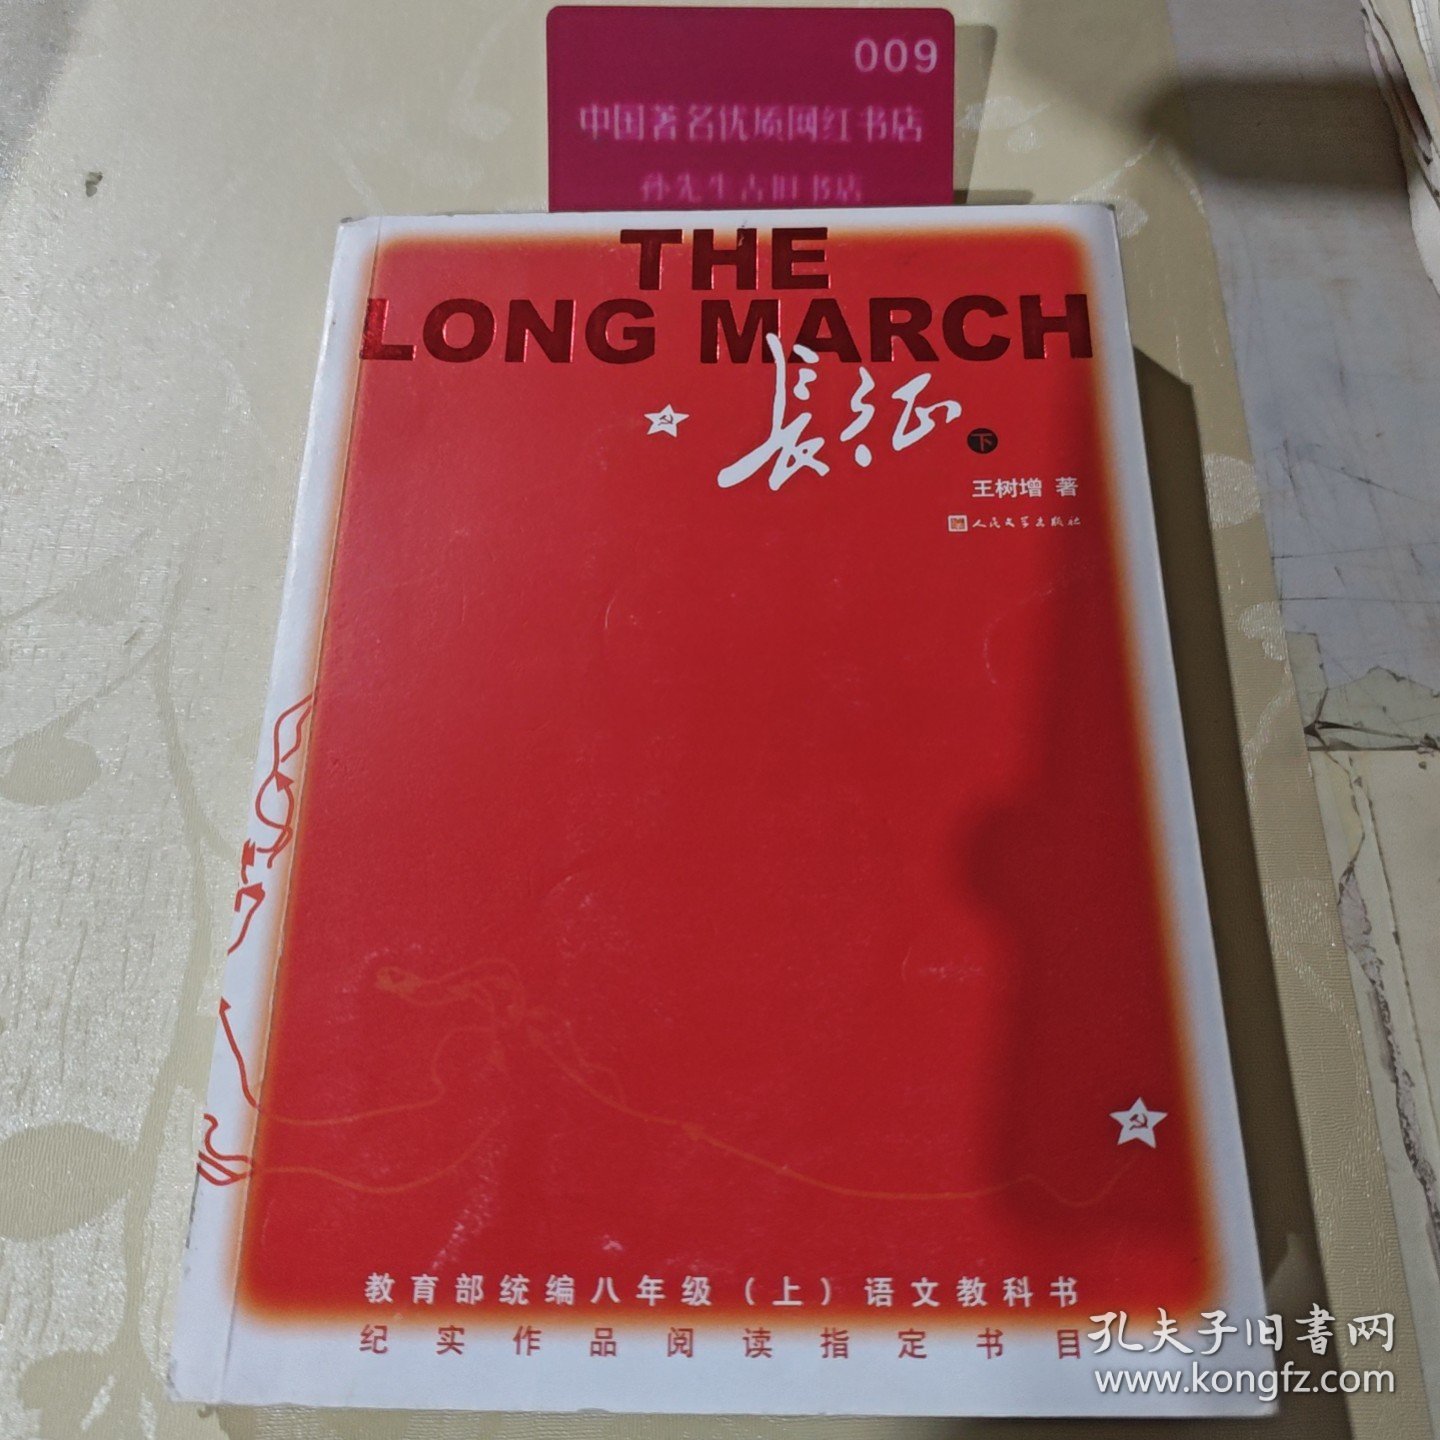 009
中国著名优质网红书店
孙先生古旧书店
THE
LONG MARCH
長征
下
王树增 著
人民文学出版社
教育部统编八年级（上）语文教科书
纪实作品阅读指定书目
孔夫子旧書网
www.kongfz.com